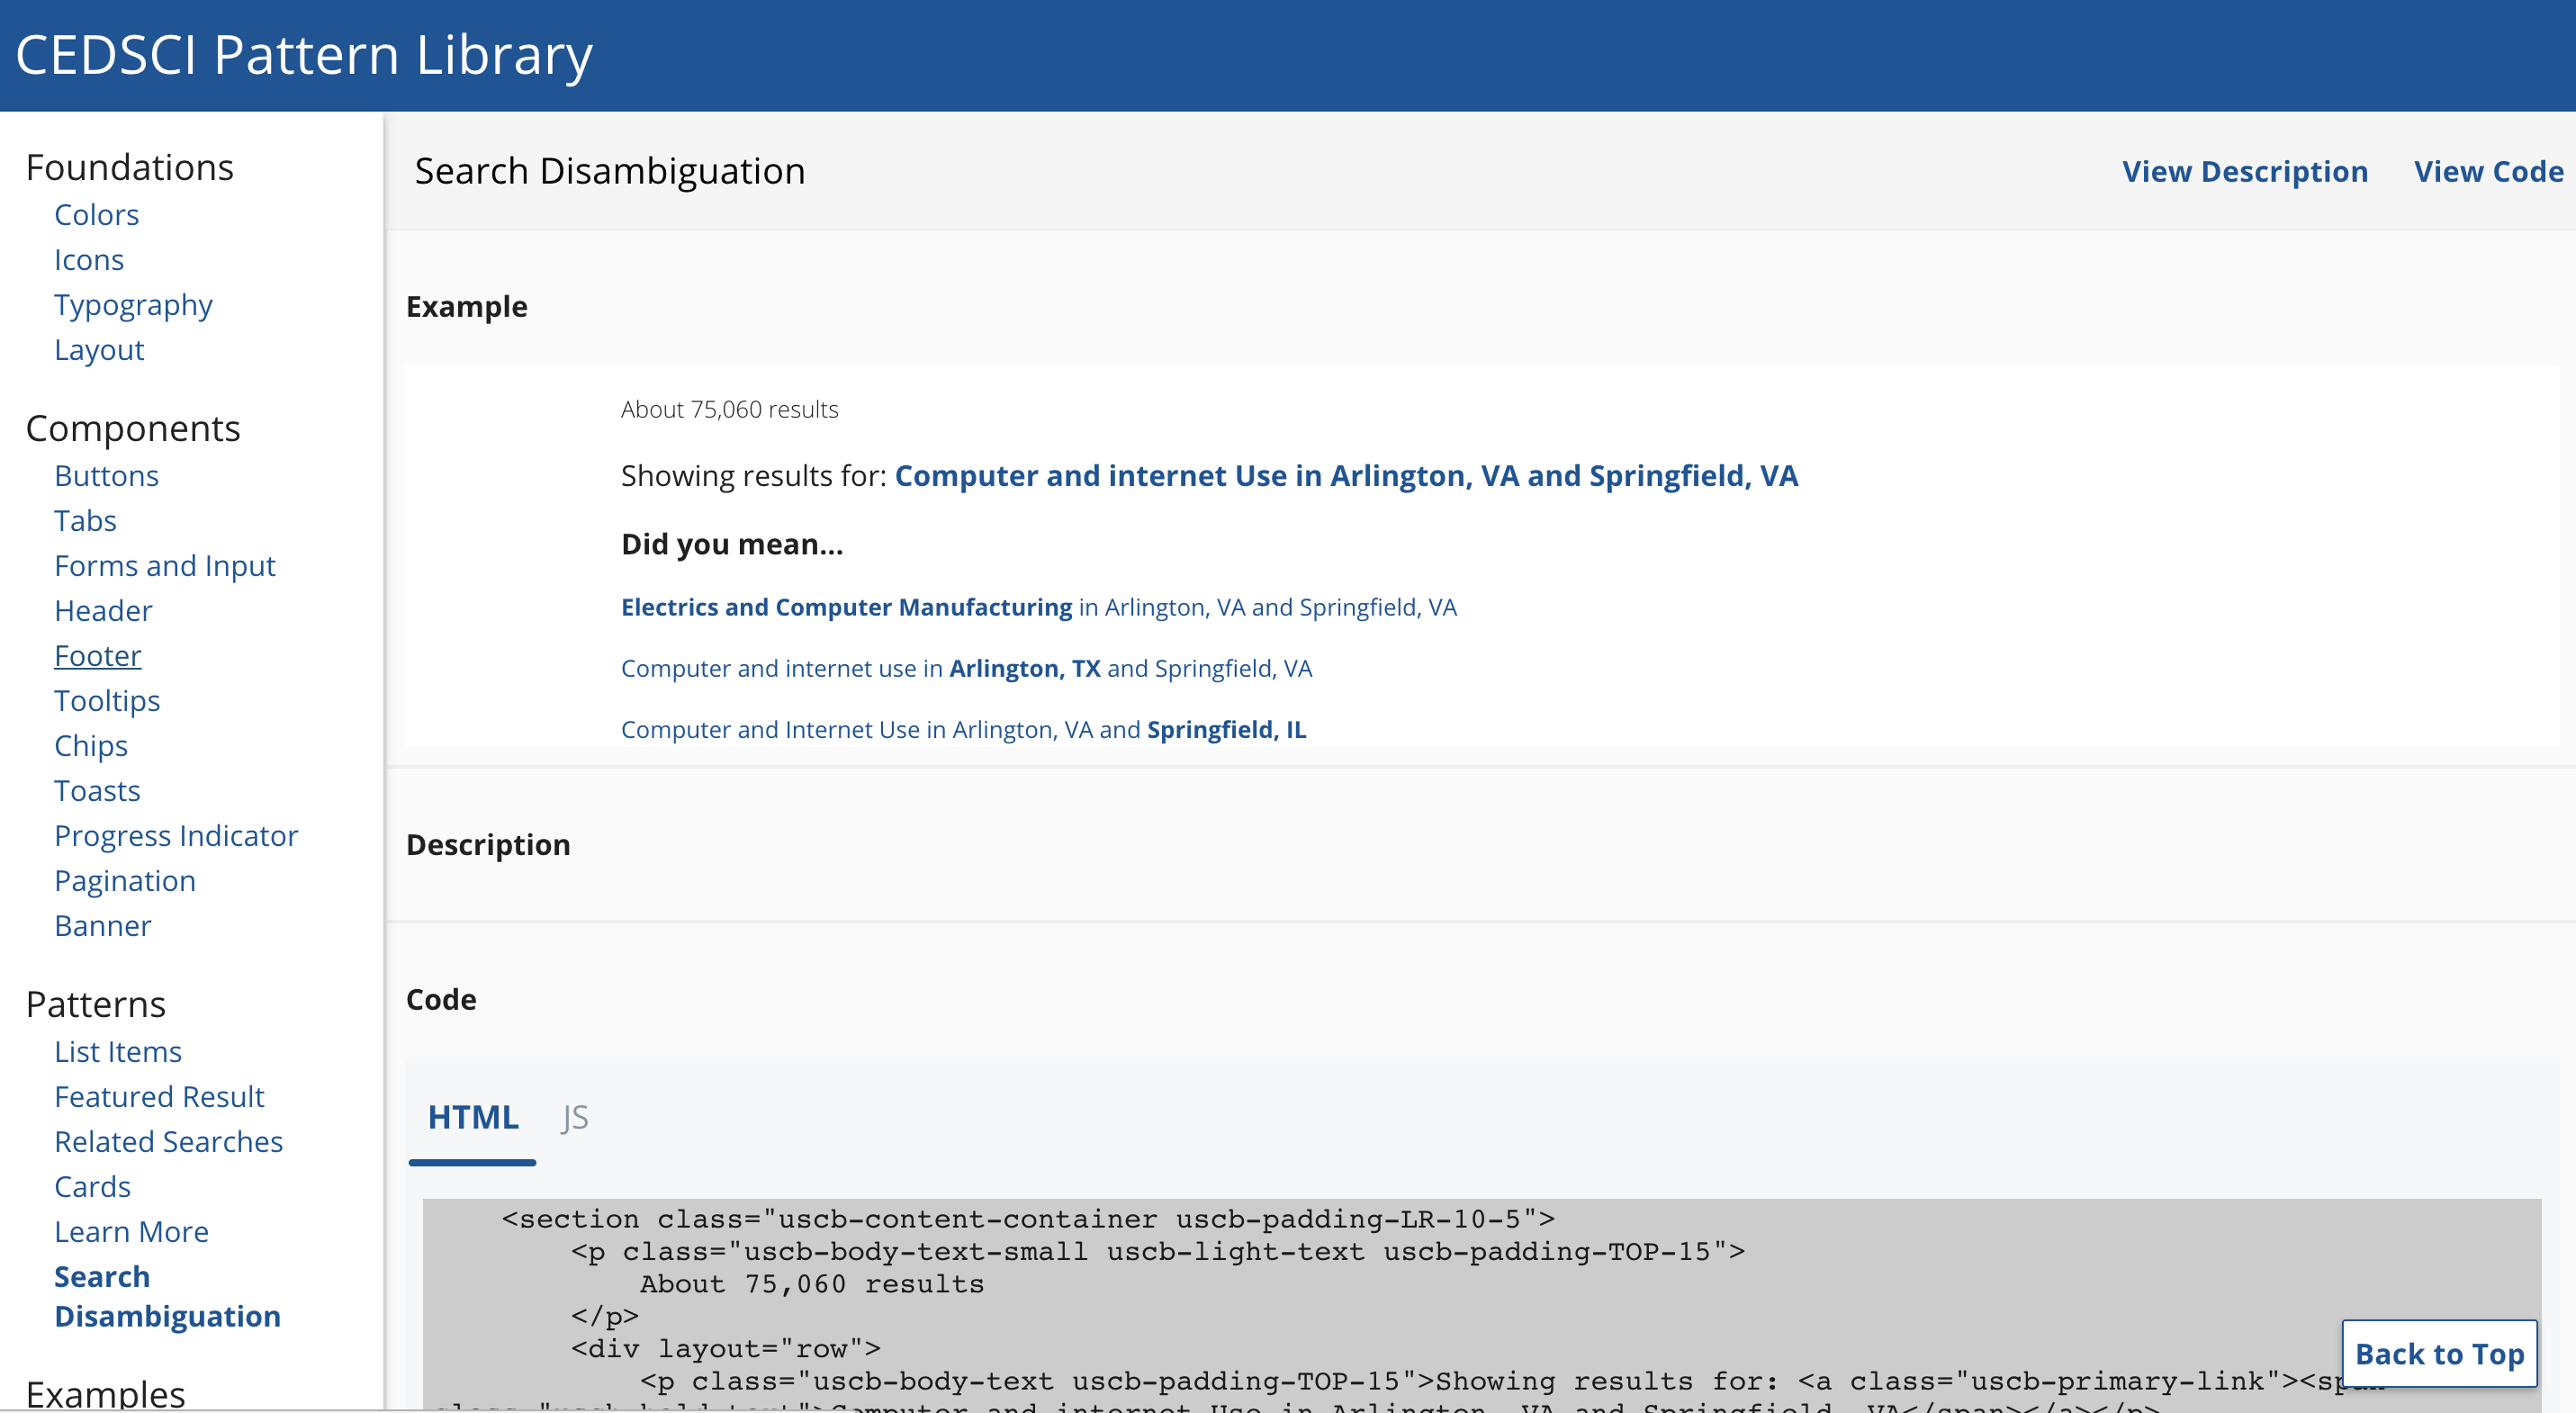 CEDSCI Pattern Library
Foundations
Colors
Icons
Typography
Layout
Components
Buttons
Tabs
Forms and Input
Header
Footer
Tooltips
Chips
Toasts
Progress Indicator
Pagination
Banner
Patterns
List Items
Featured Result
Related Searches
Cards
Learn More
Search
Disambiguation
Examples
Search Disambiguation
View Description View Code
Example
About 75,060 results
Showing results for: Computer and internet Use in Arlington, VA and Springfield, VA
Did you mean...
Electrics and Computer Manufacturing in Arlington, VA and Springfield, VA
Computer and internet use in Arlington, TX and Springfield, VA
Computer and Internet Use in Arlington, VA and Springfield, IL
Description
Code
HTML JS
<section class="uscb-content-container uscb-padding-LR-10-5">
<p class="uscb-body-text-small uscb-light-text uscb-padding-TOP-15">
About 75,060 results
</p>
<div layout="row">
<p class="uscb-body-text uscb-padding-TOP-15">Showing results for: <a class="uscb-primary-link"><span
class="uscb-bold-text">Computer and internet Use in Arlington, VA and Springfield, VA</span></a></p>
Back to Top